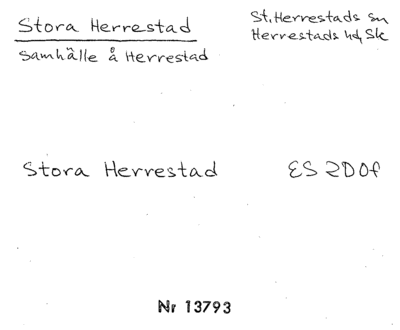 Stora Herrestad
Samhälle å Herrestad
St. Herrestads sn
Herrestads hd, Sk
Stora Herrestad
ES 2D0f
Nr 13793